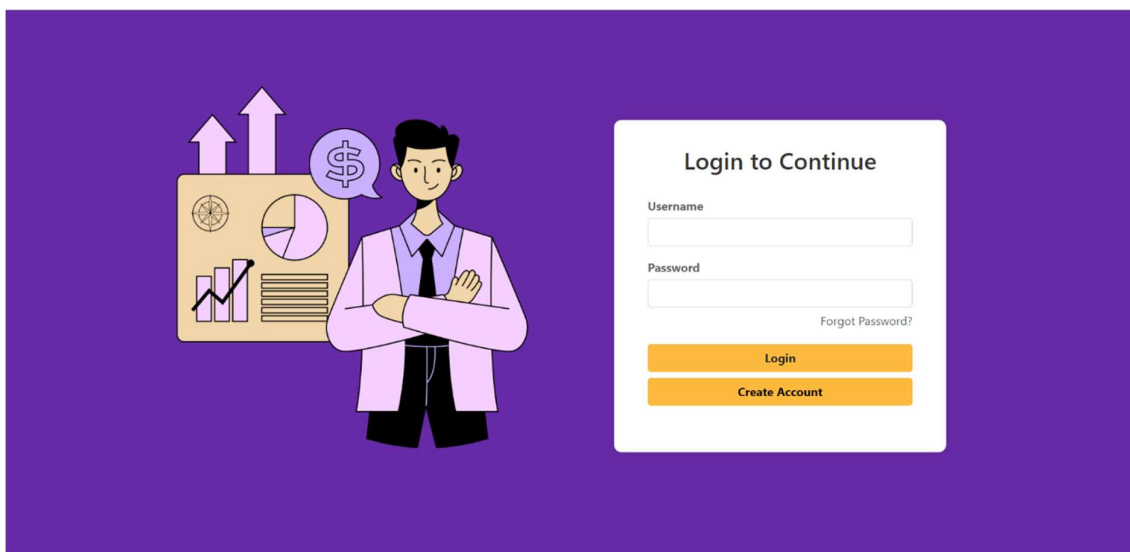 $
Login to Continue
Username
Password
Forgot Password?
Login
Create Account